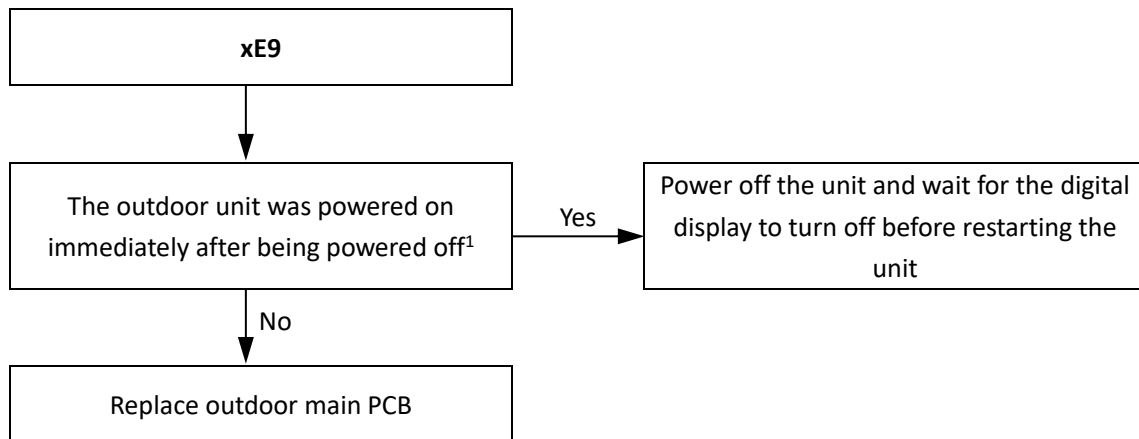 xE9
The outdoor unit was powered on
immediately after being powered off1
Yes
Power off the unit and wait for the digital
display to turn off before restarting the
unit
No
Replace outdoor main PCB